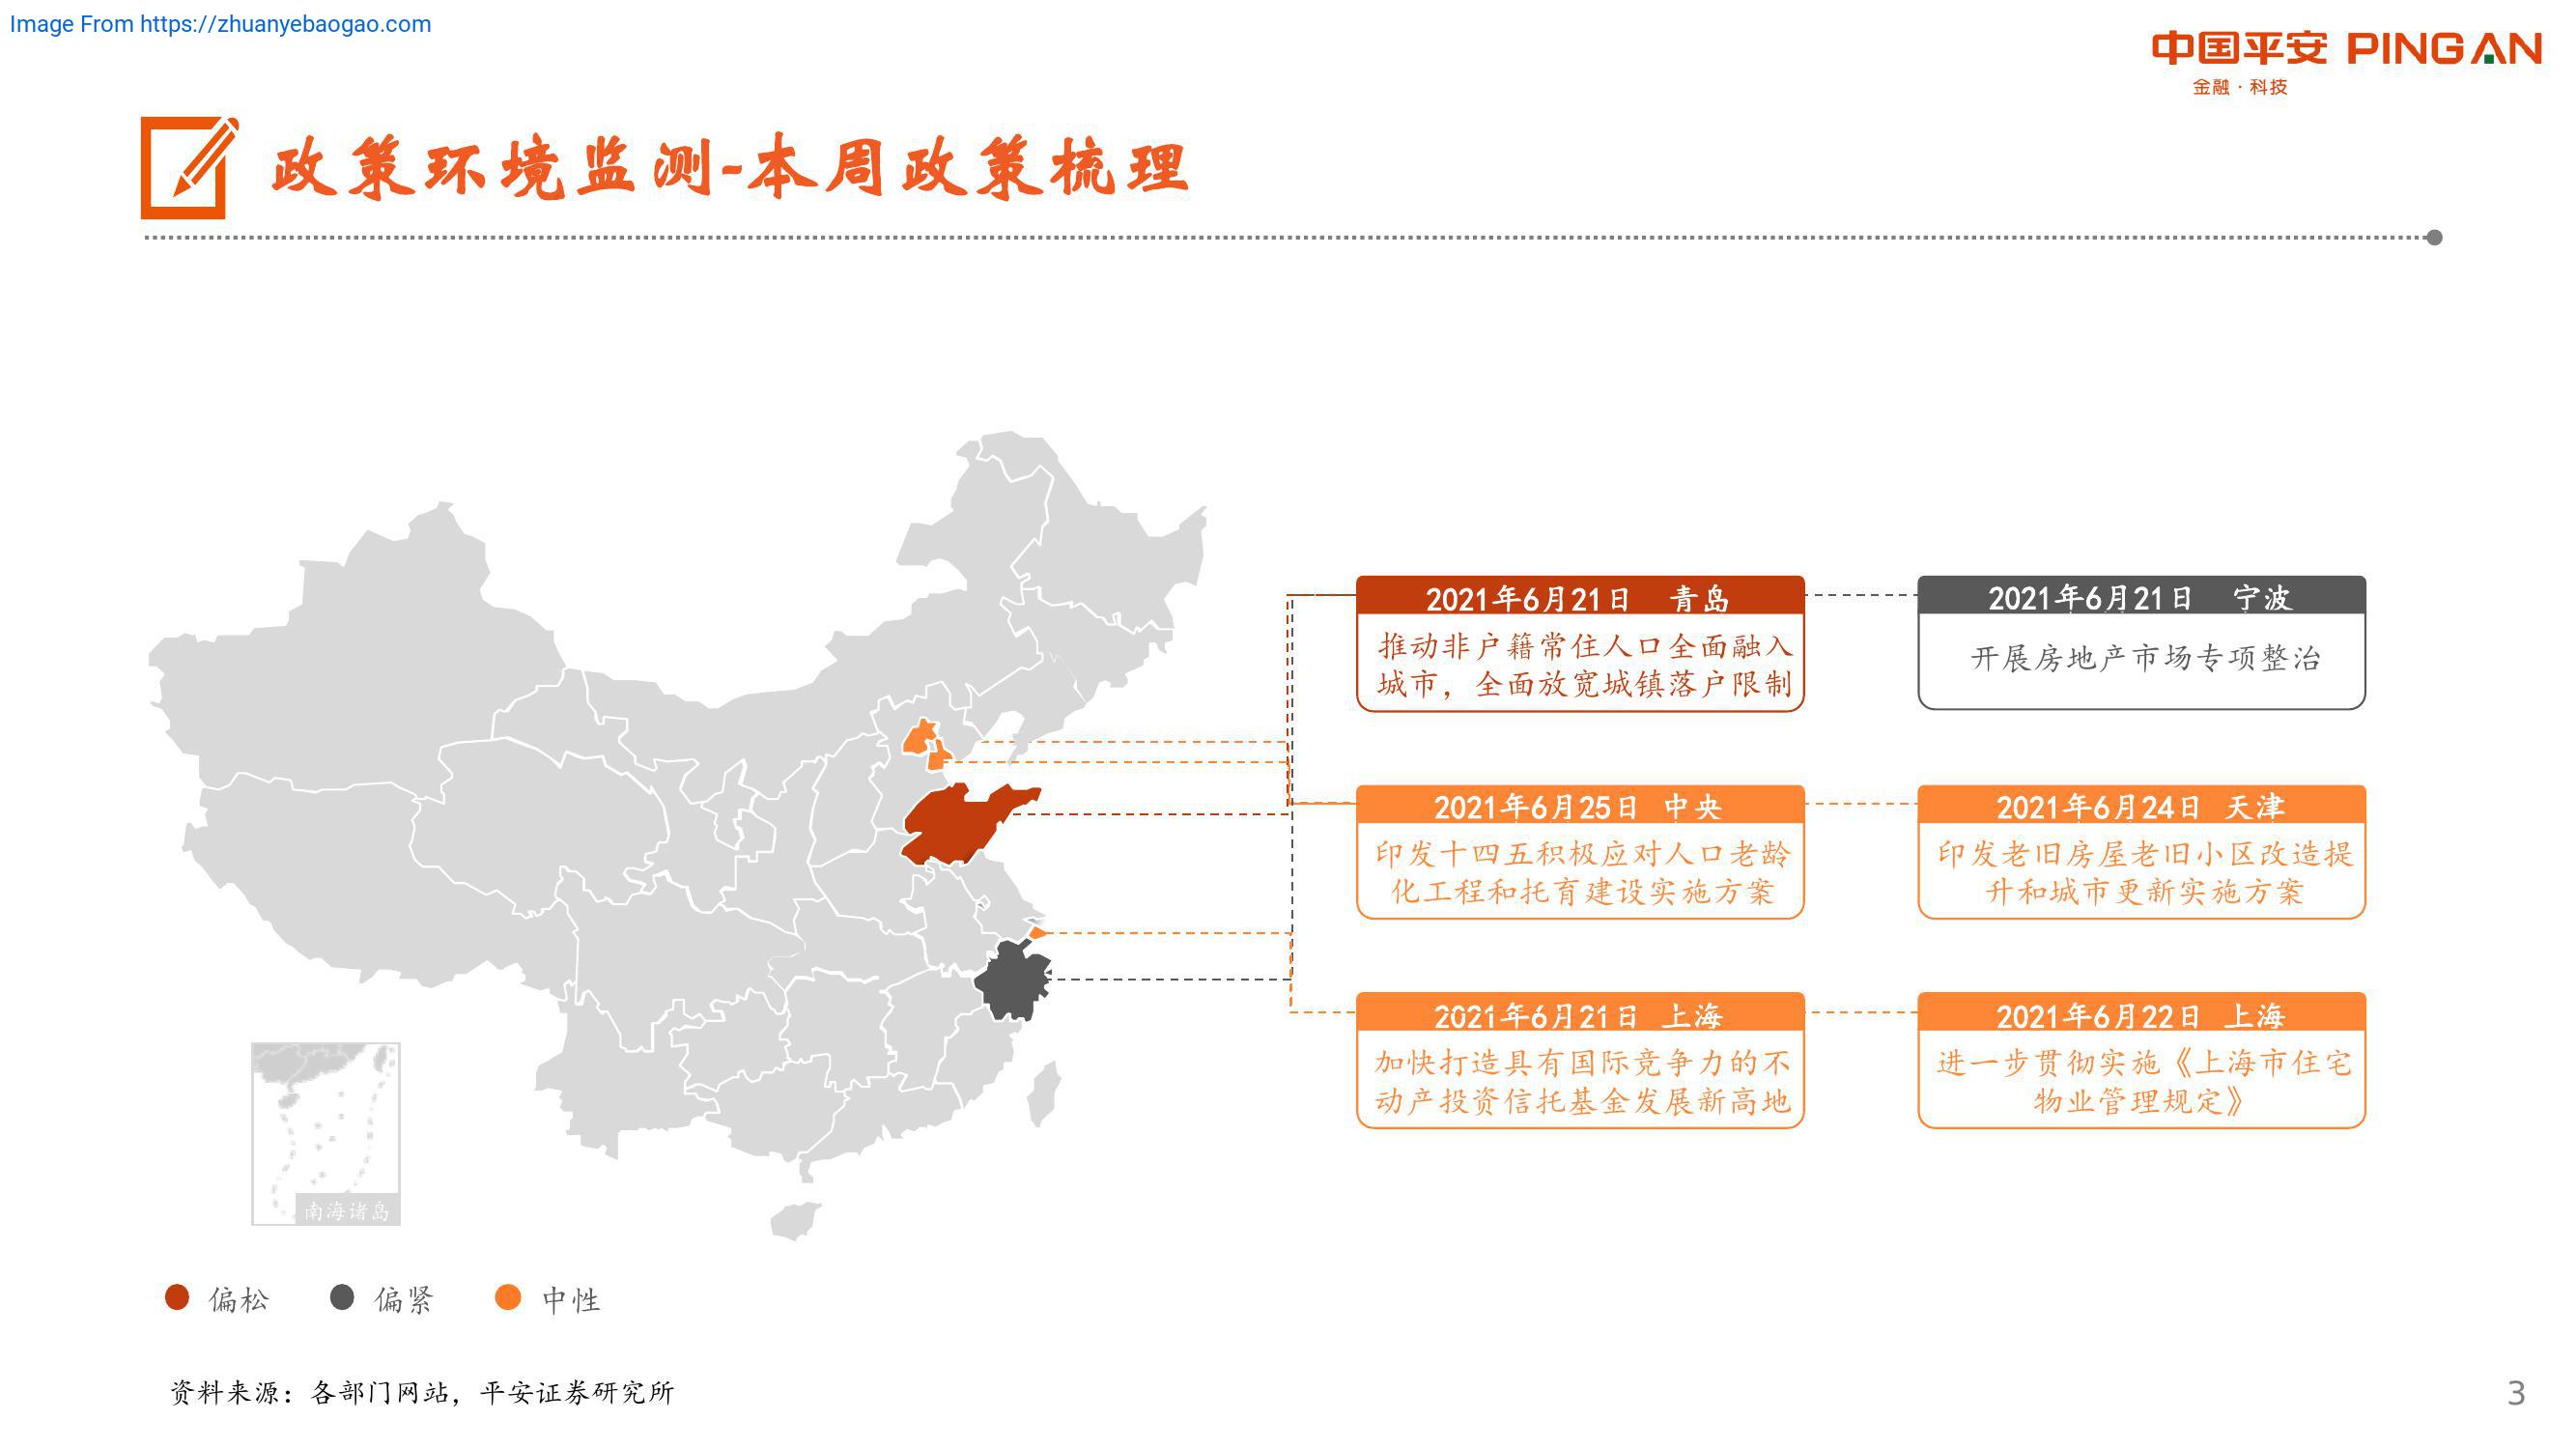 Image From https://zhuanyebaogao.com
中国平安 PINGAN
金融·科技
政策环境监测-本周政策梳理
2021年6月21日 青岛
推动非户籍常住人口全面融入
城市，全面放宽城镇落户限制
2021年6月21日 宁波
开展房地产市场专项整治
2021年6月25日 中央
印发十四五积极应对人口老龄
化工程和托育建设实施方案
2021年6月24日 天津
印发老旧房屋老旧小区改造提
升和城市更新实施方案
2021年6月21日 上海
加快打造具有国际竞争力的不
动产投资信托基金发展新高地
2021年6月22日 上海
进一步贯彻实施《上海市住宅
物业管理规定》
南海诸岛
偏松
偏紧
中性
资料来源：各部门网站，平安证券研究所
3